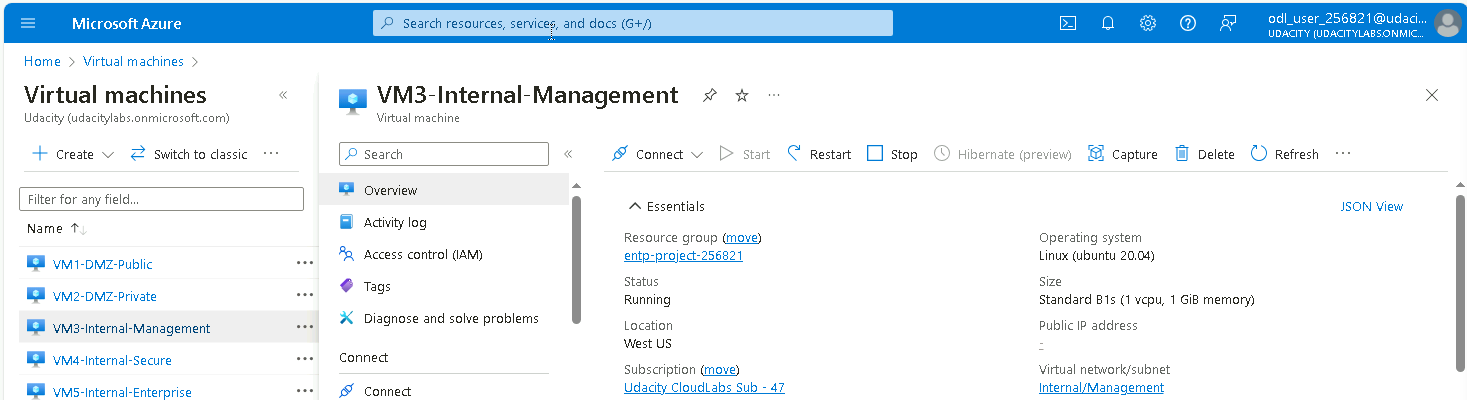 Microsoft Azure
Search resources, services, and docs (G+/)
odl_user_256821@udaci...
UDACITY (UDACITYLABS.ONMIC...
Home > Virtual machines >
Virtual machines
Udacity (udacitylabs.onmicrosoft.com)
Create
Switch to classic
Filter for any field...
Name
VM1-DMZ-Public
VM2-DMZ-Private
VM3-Internal-Management
VM4-Internal-Secure
VM5-Internal-Enterprise
VM3-Internal-Management
Virtual machine
Search
Overview
Activity log
Access control (IAM)
Tags
Diagnose and solve problems
Connect
Connect
Connect
Start
Restart
Stop
Hibernate (preview)
Capture
Delete
Refresh
Essentials
JSON View
Resource group (move)
entp-project-256821
Status
Running
Location
West US
Subscription (move)
Udacity CloudLabs Sub - 47
Operating system
Linux (ubuntu 20.04)
Size
Standard B1s (1 vcpu, 1 GiB memory)
Public IP address
-
Virtual network/subnet
Internal/Management